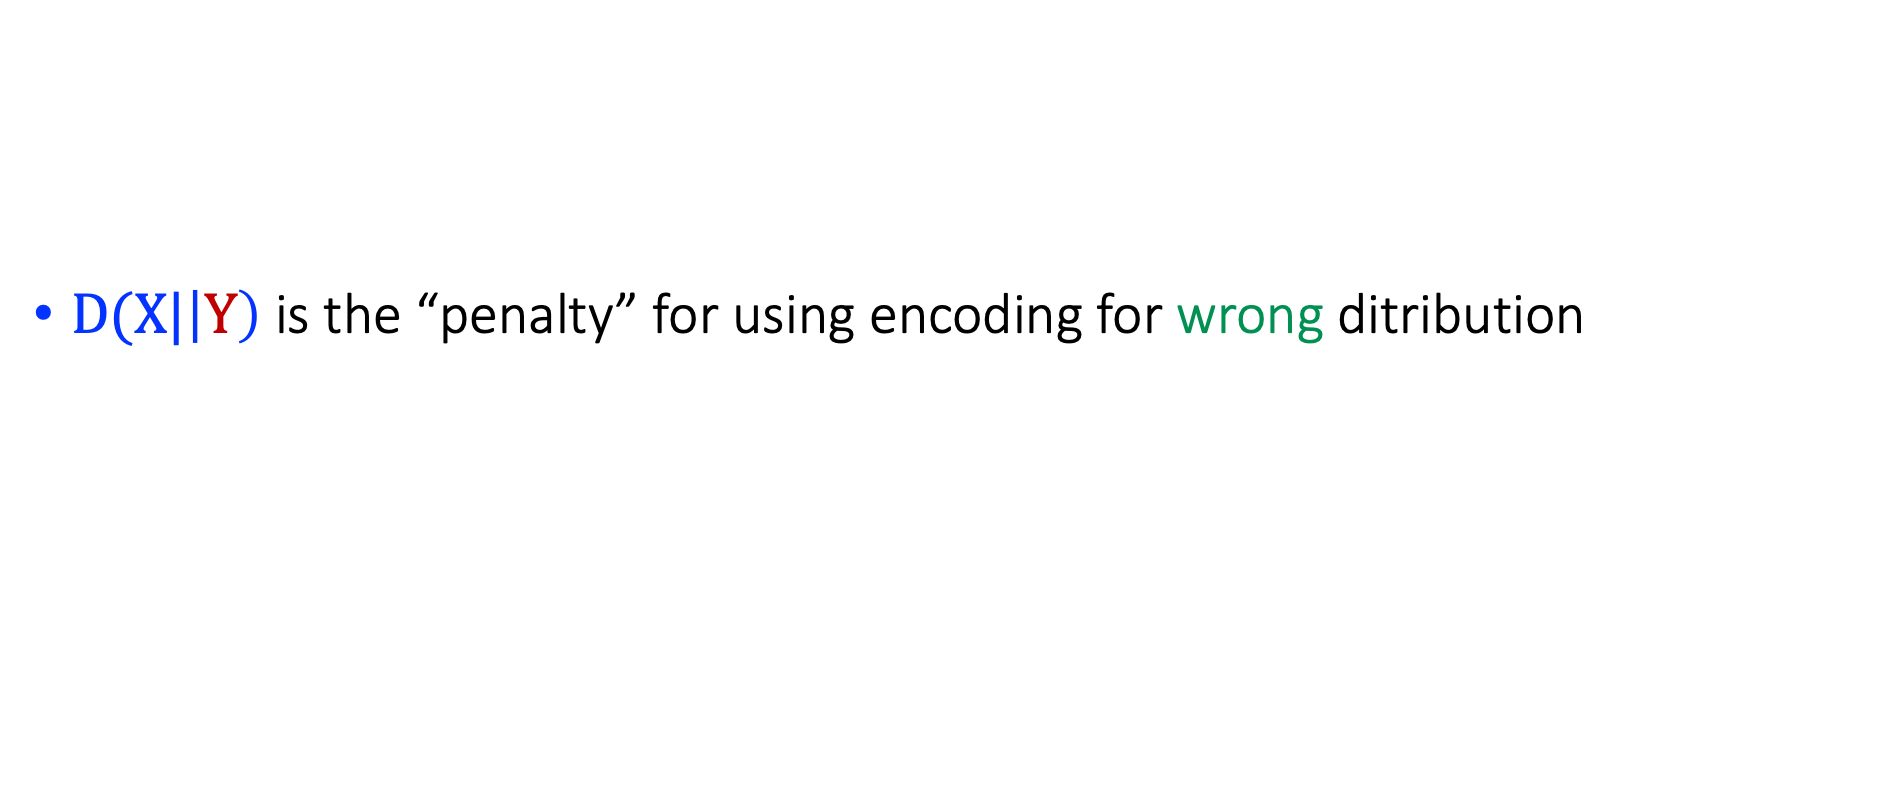 • D(X||Y) is the “penalty” for using encoding for wrong ditribution